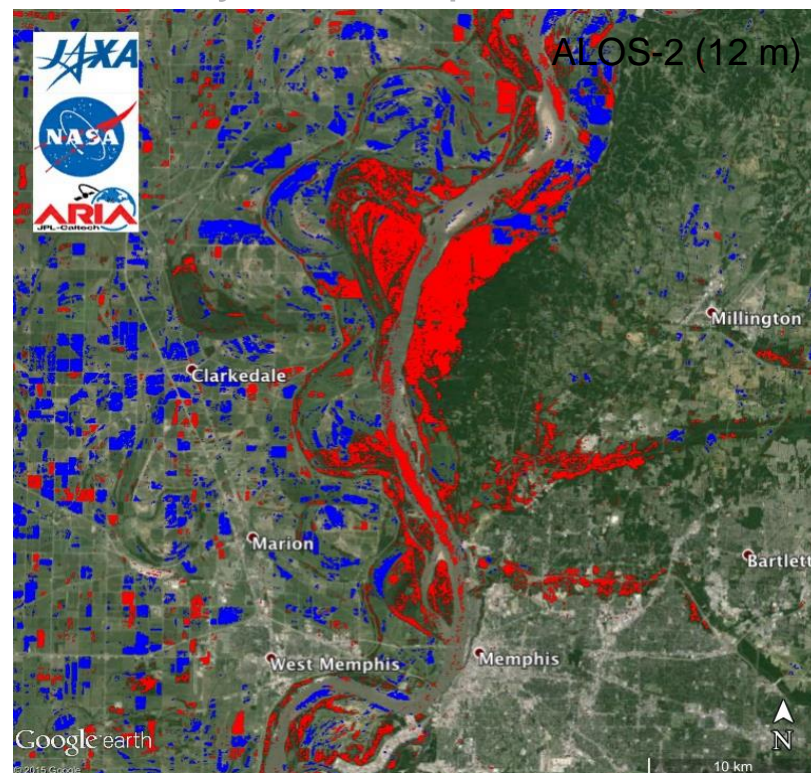 ALOS-2 (12 m)
JAXA
NASA
ARIA
JPL-Caltech
Millington
Clarkedale
Marion
Bartlett
West Memphis
Memphis
Google earth
© 2015 Google
N
10 km